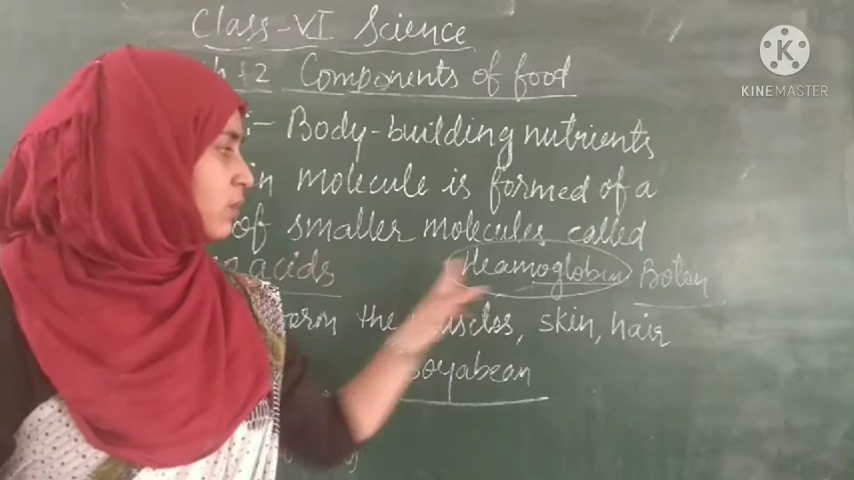 Class-VI Science
h + 2 Components of food
:- Body-building nutrients
in molecule is formed of a
of smaller molecules called
acids Heamoglobin Botein
orm the muscles, skin, hair
Soyabean
K
KINEMASTER